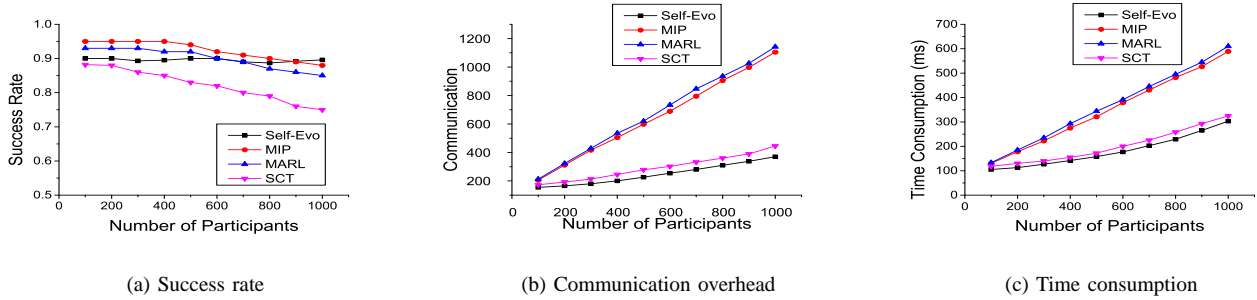 Success Rate
1.0
0.9
0.8
0.7
0.6
0.5
Self-Evo
MIP
MARL
SCT
0 200 400 600 800 1000
Number of Participants
(a) Success rate
Communication
1200
1000
800
600
400
200
Self-Evo
MIP
MARL
SCT
0 200 400 600 800 1000
Number of Participants
(b) Communication overhead
Time Consumption (ms)
700
600
500
400
300
200
100
0
Self-Evo
MIP
MARL
SCT
0 200 400 600 800 1000
Number of Participants
(c) Time consumption